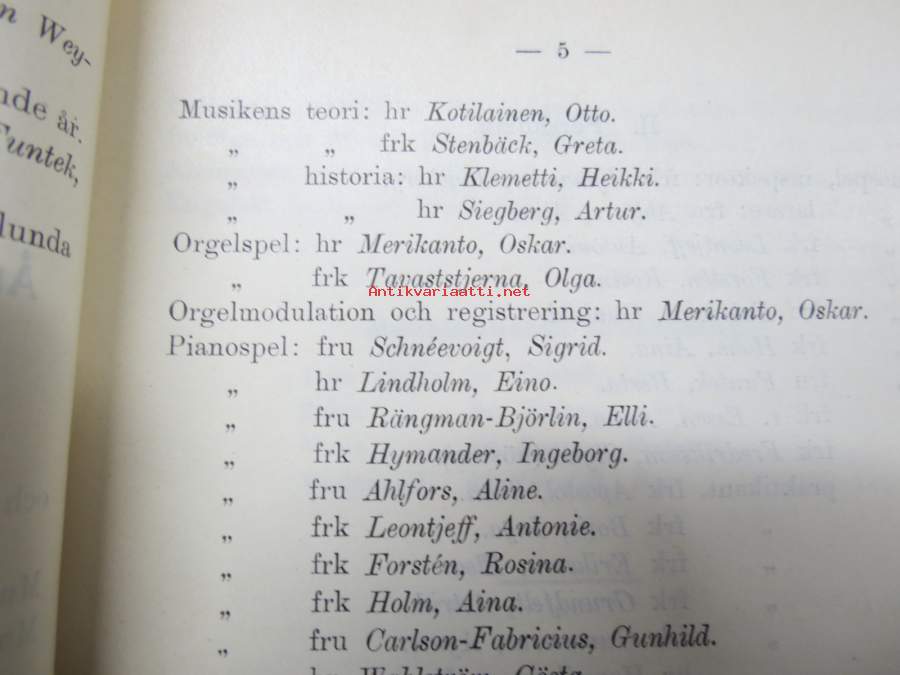 n Wey-
nde år.
Funtek,
lunda
— 5 —
Musikens teori: hr Kotilainen, Otto.
„ „ frk Stenbäck, Greta.
„ historia: hr Klemetti, Heikki.
„ „ hr Siegberg, Artur.
Orgelspel: hr Merikanto, Oskar.
„ frk Tavaststjerna, Olga.
Antikvariaatti.net
Orgelmodulation och registrering: hr Merikanto, Oskar.
Pianospel: fru Schnéevoigt, Sigrid.
„ hr Lindholm, Eino.
„ fru Rängman-Björlin, Elli.
„ frk Hymander, Ingeborg.
„ fru Ahlfors, Aline.
„ frk Leontjeff, Antonie.
„ frk Forstén, Rosina.
„ frk Holm, Aina.
„ fru Carlson-Fabricius, Gunhild.
hr Wahlström, Gösta.